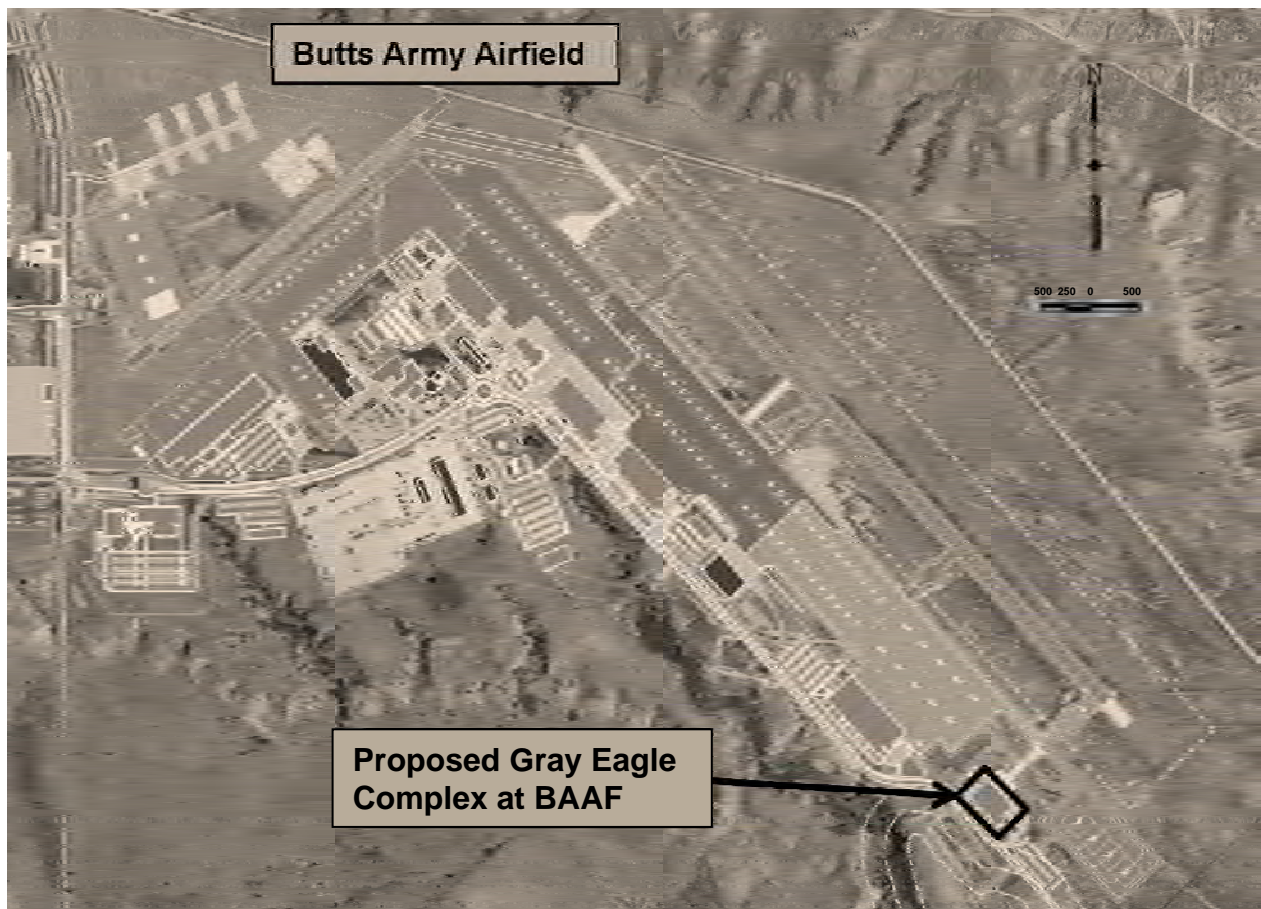 Butts Army Airfield
N
500 250 0 500
Proposed Gray Eagle
Complex at BAAF